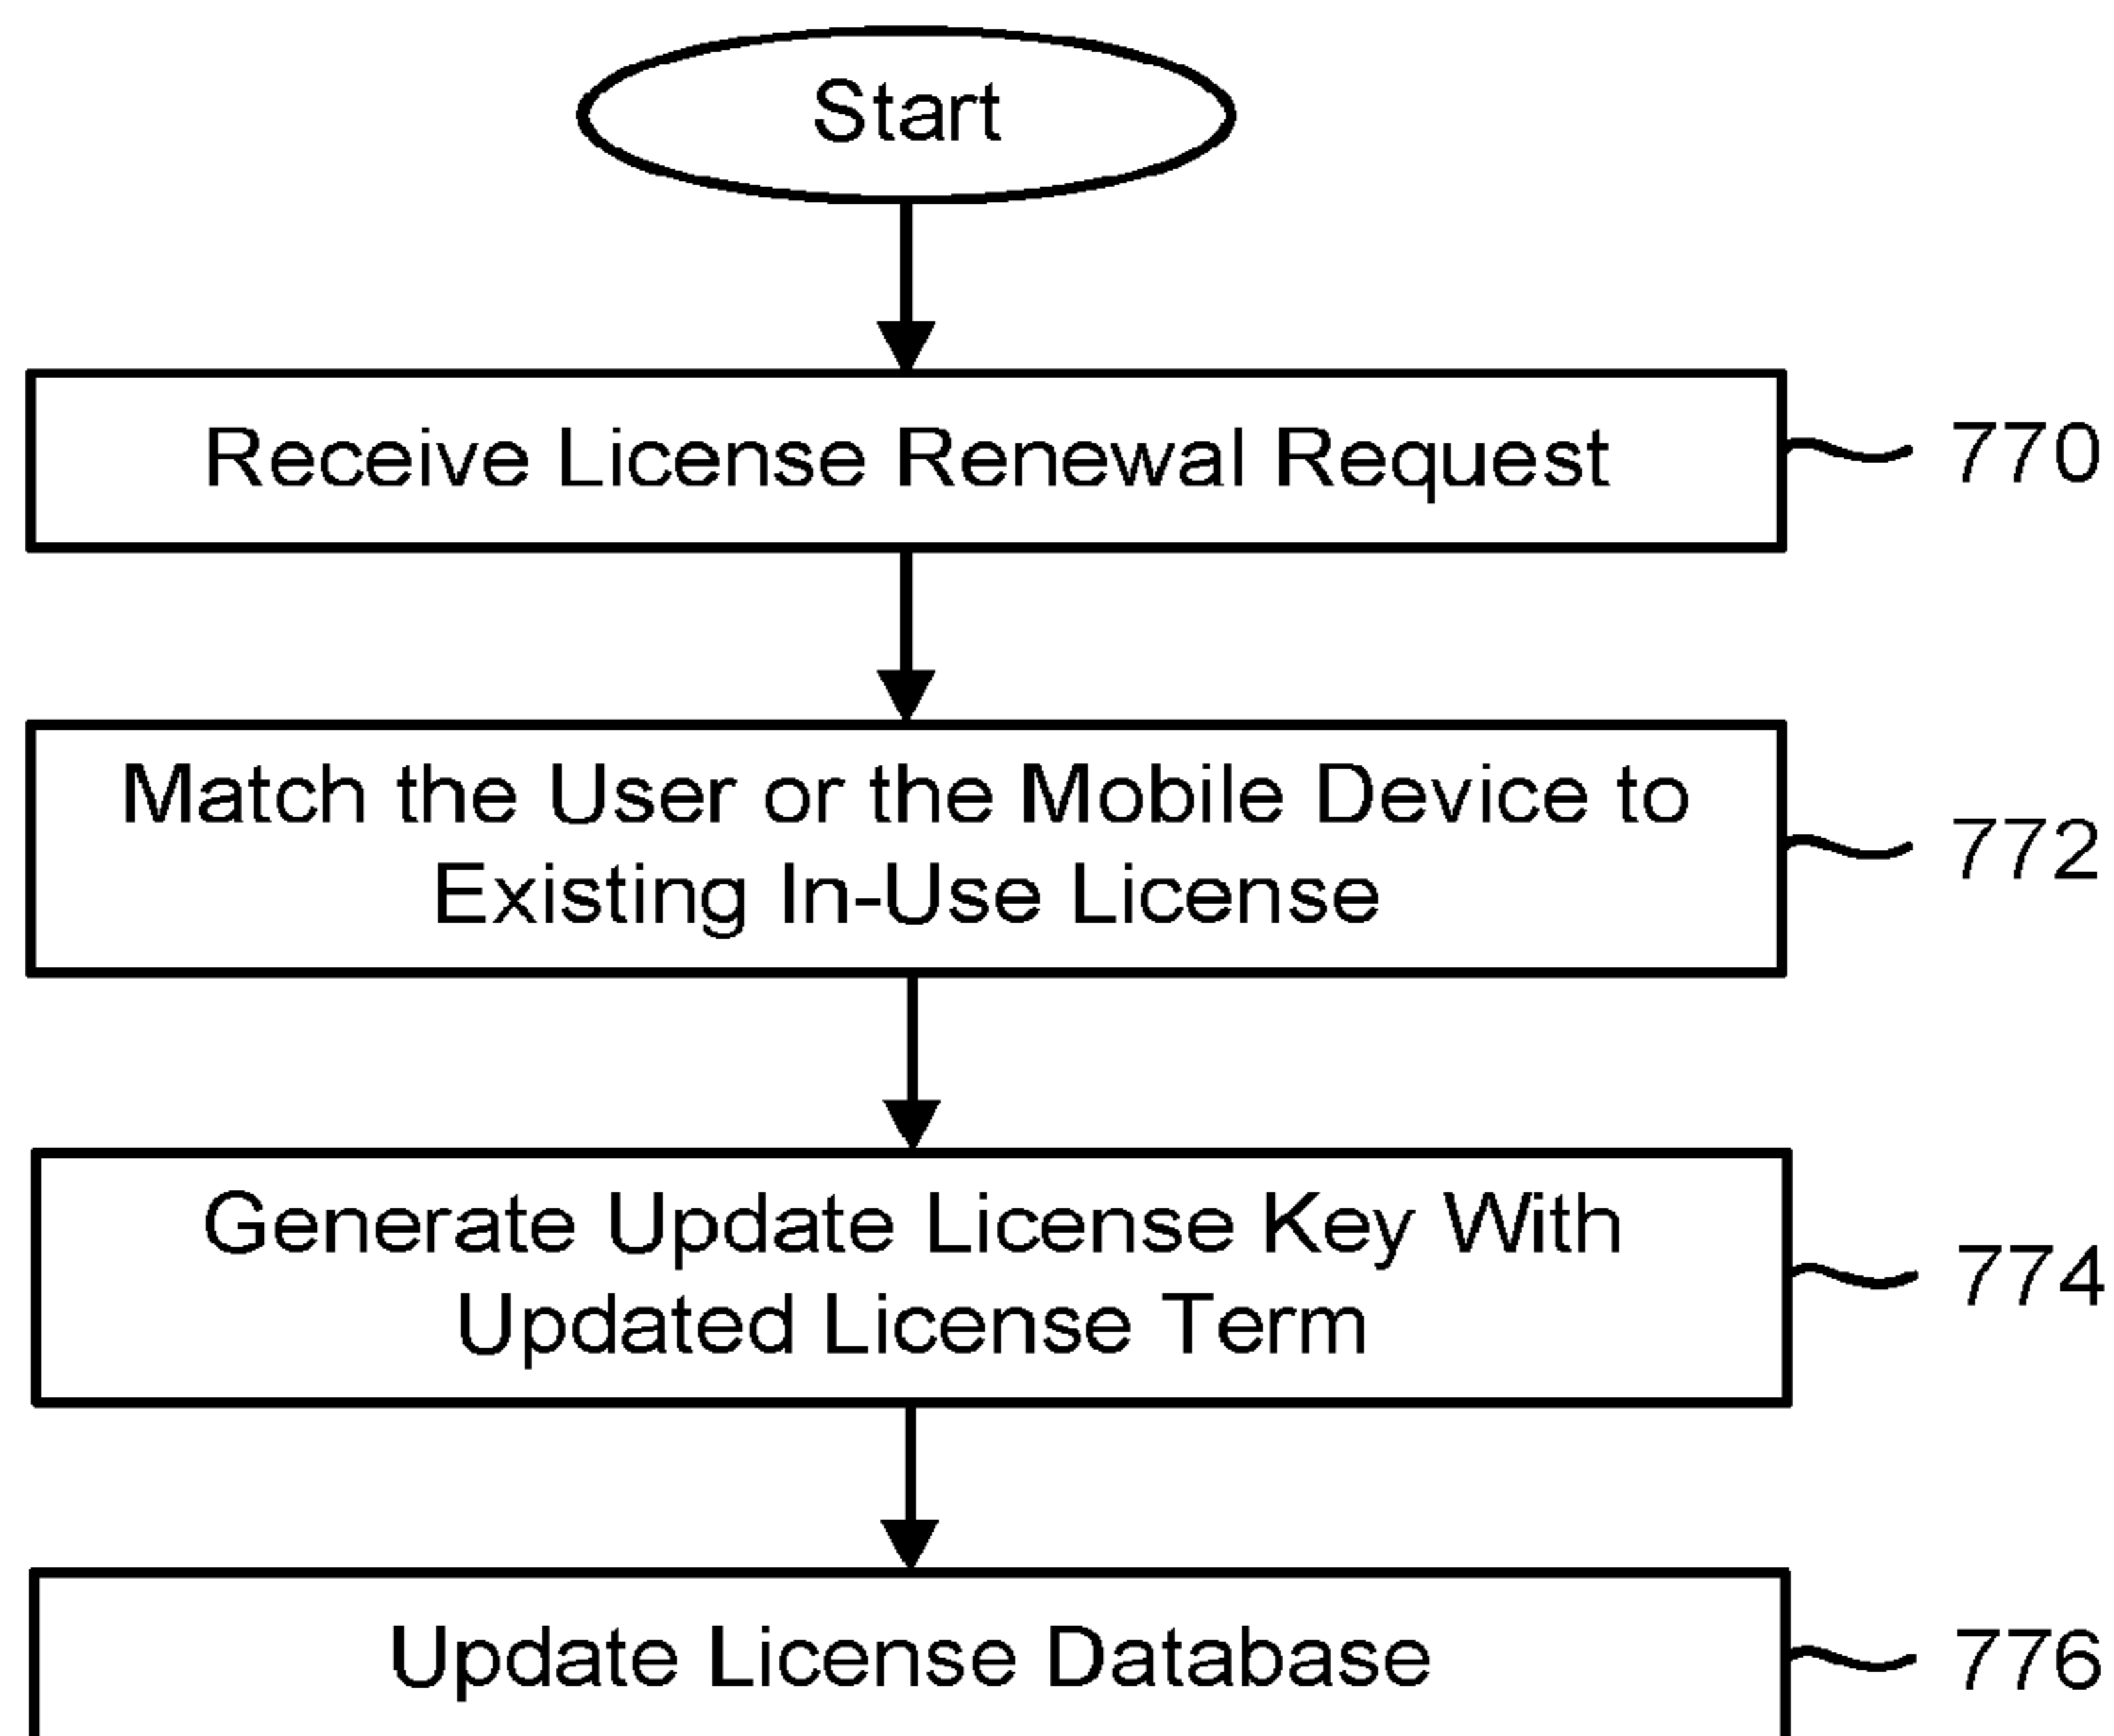 Start
Receive License Renewal Request
770
Match the User or the Mobile Device to
Existing In-Use License
772
Generate Update License Key With
Updated License Term
774
Update License Database
776